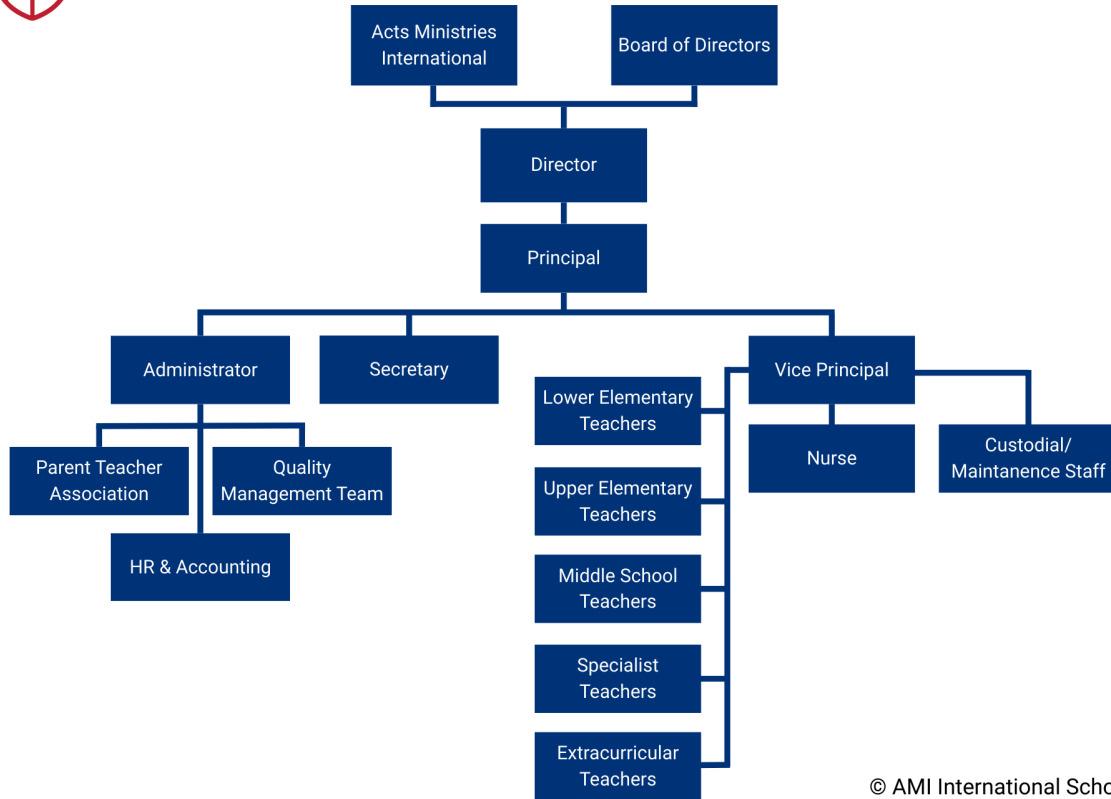 Acts Ministries
International
Board of Directors
Director
Principal
Administrator
Secretary
Vice Principal
Parent Teacher
Association
Quality
Management Team
HR & Accounting
Lower Elementary
Teachers
Upper Elementary
Teachers
Middle School
Teachers
Specialist
Teachers
Extracurricular
Teachers
Nurse
Custodial/
Maintanence Staff
© AMI International Scho